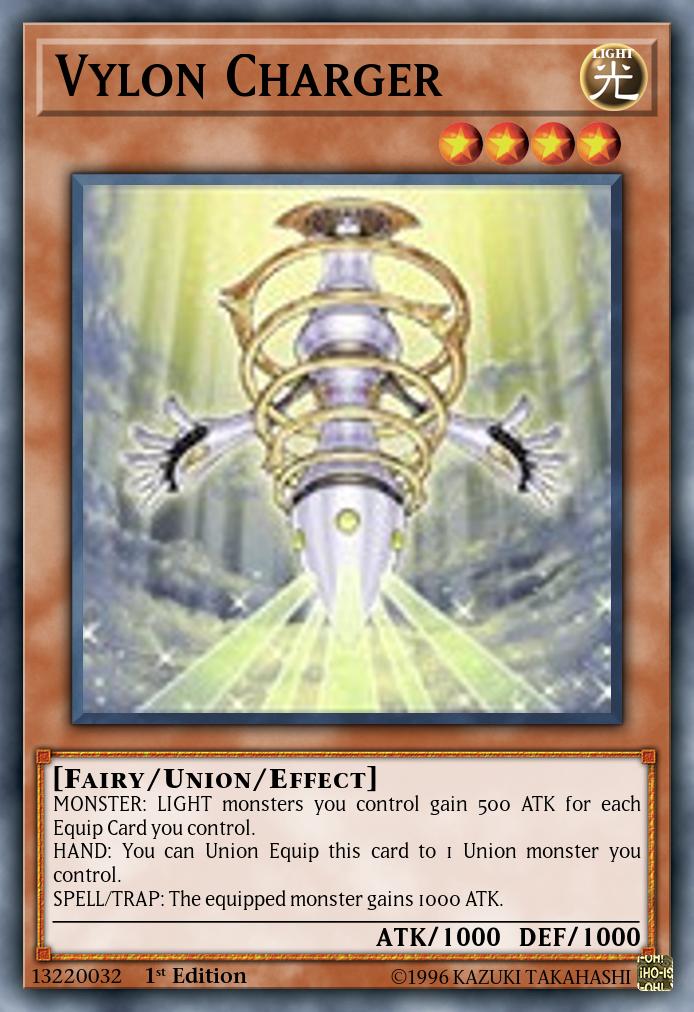 Vylon Charger
LIGHT
光
[Fairy/Union/Effect]
MONSTER: LIGHT monsters you control gain 500 ATK for each
Equip Card you control.
HAND: You can Union Equip this card to 1 Union monster you
control.
SPELL/TRAP: The equipped monster gains 1000 ATK.
ATK/1000 DEF/1000
13220032 1st Edition ©1996 KAZUKI TAKAHASHI